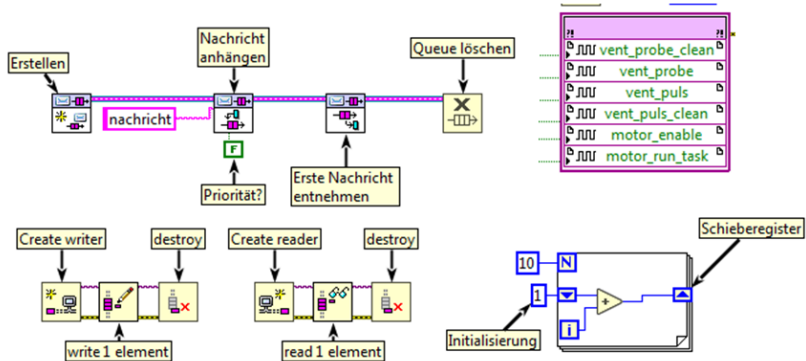 Erstellen
Nachricht
anhängen
Queue löschen
nachricht
F
Priorität?
Erste Nachricht
entnehmen
?!
?!
vent_probe_clean
vent_probe
vent_puls
vent_puls_clean
motor_enable
motor_run_task
Create writer
destroy
Create reader
destroy
write 1 element
read 1 element
Schieberegister
10
N
1
+
i
Initialisierung